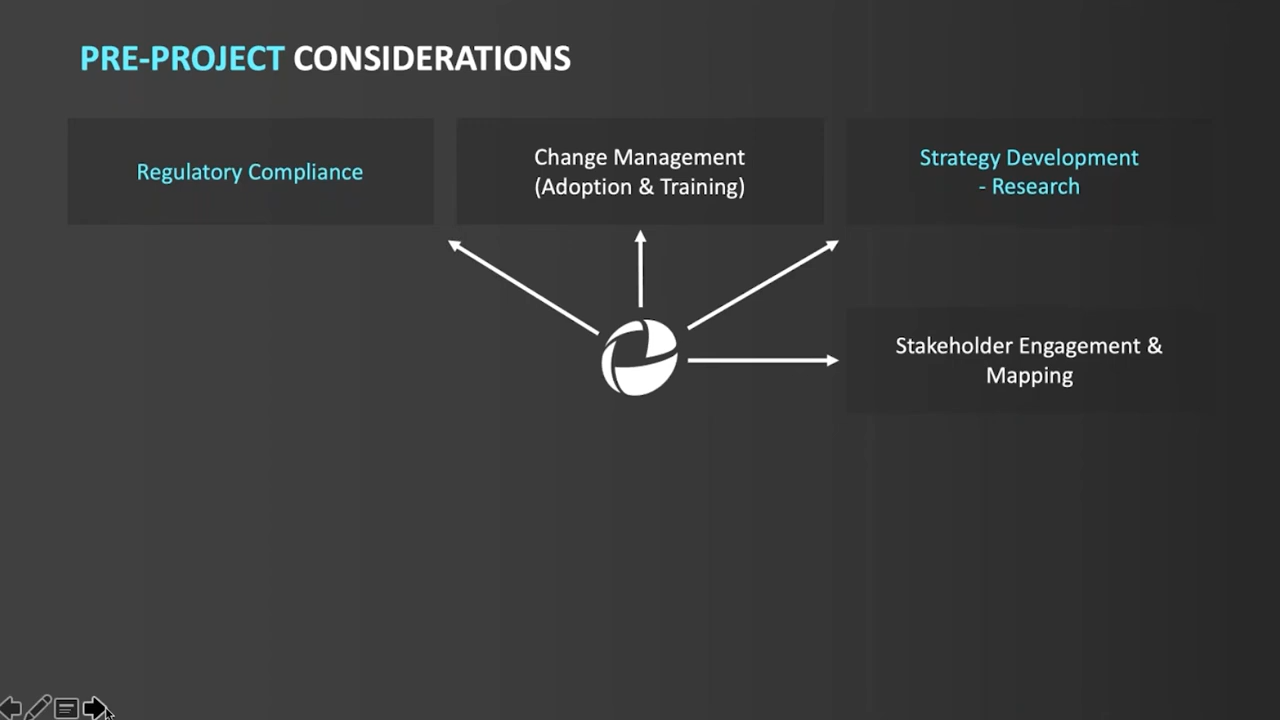 PRE-PROJECT CONSIDERATIONS
Regulatory Compliance
Change Management
(Adoption & Training)
Strategy Development
- Research
Stakeholder Engagement &
Mapping